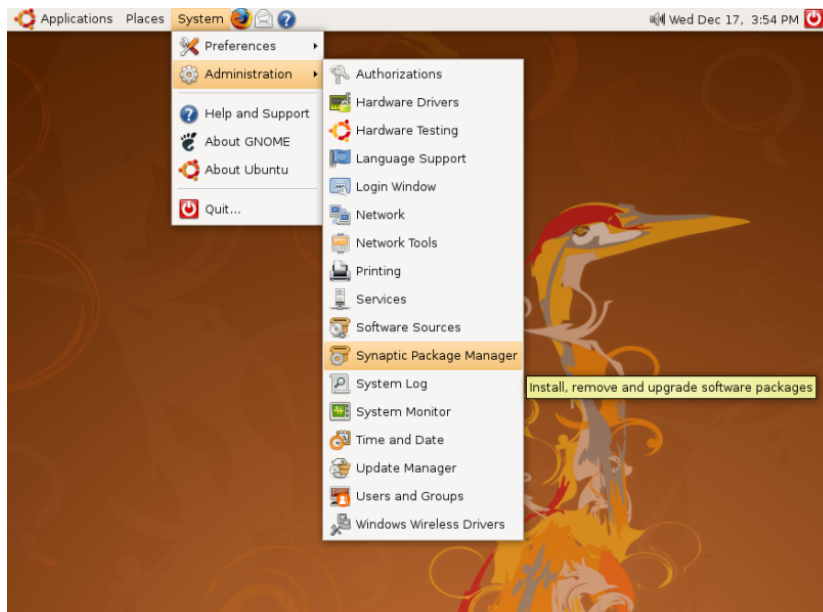 Applications Places System Wed Dec 17, 3:54 PM
Preferences
Administration
Help and Support
About GNOME
About Ubuntu
Quit...
Authorizations
Hardware Drivers
Hardware Testing
Language Support
Login Window
Network
Network Tools
Printing
Services
Software Sources
Synaptic Package Manager
Install, remove and upgrade software packages
System Log
System Monitor
Time and Date
Update Manager
Users and Groups
Windows Wireless Drivers